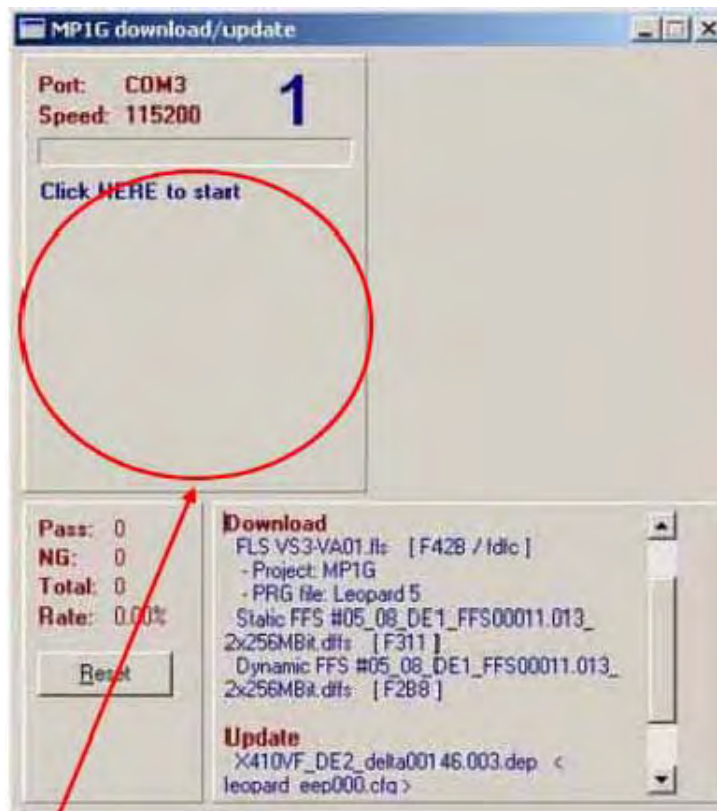 MP1G download/update
Port: COM3
Speed: 115200
1
Click HERE to start
Pass: 0
NG: 0
Total: 0
Rate: 0.00%
Reset
Download
FLS VS3-VA01.fls [ F428 / fdfc ]
- Project: MP1G
- PRG file: Leopard 5
Static FFS #05_08_DE1_FFS00011.013_
2x256MBit.dffs [ F311 ]
Dynamic FFS #05_08_DE1_FFS00011.013_
2x256MBit.dffs [ F2B8 ]
Update
X410VF_DE2_delta00146.003.dep <
leopard_eep000.cfg >